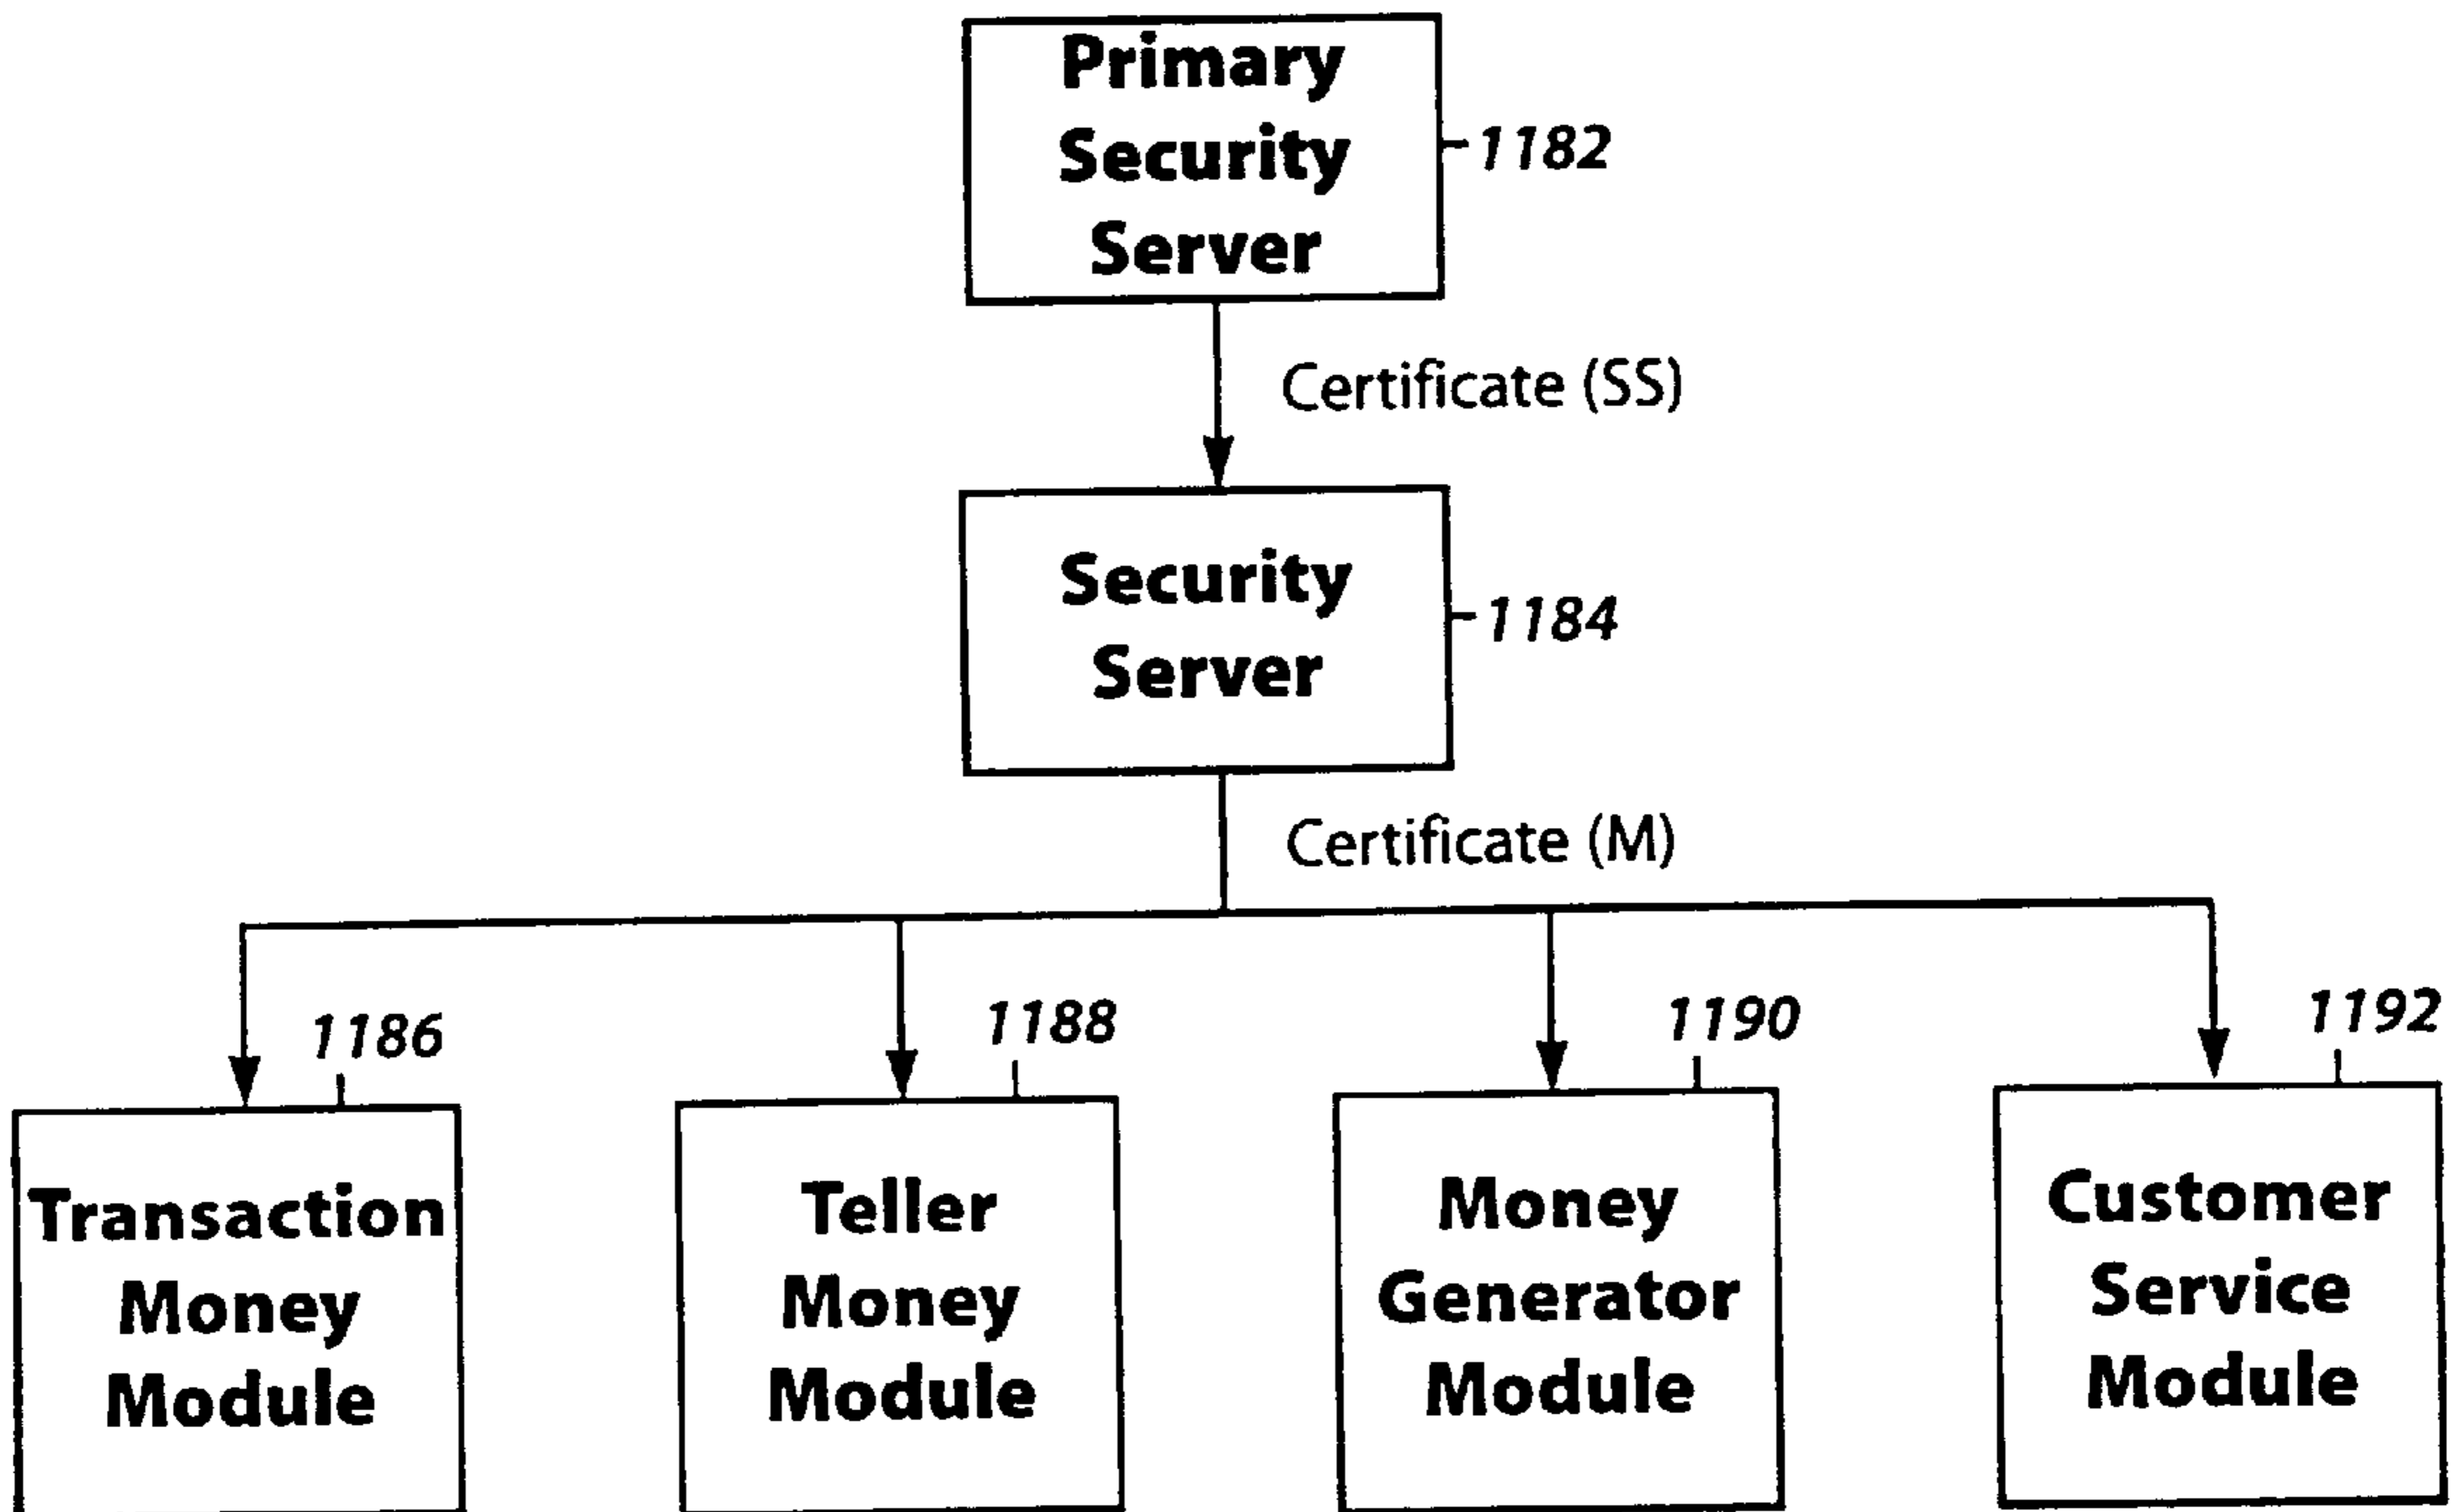 Primary
Security
Server
1182
Certificate (SS)
Security
Server
1184
Certificate (M)
1186
1188
1190
1192
Transaction
Money
Module
Teller
Money
Module
Money
Generator
Module
Customer
Service
Module